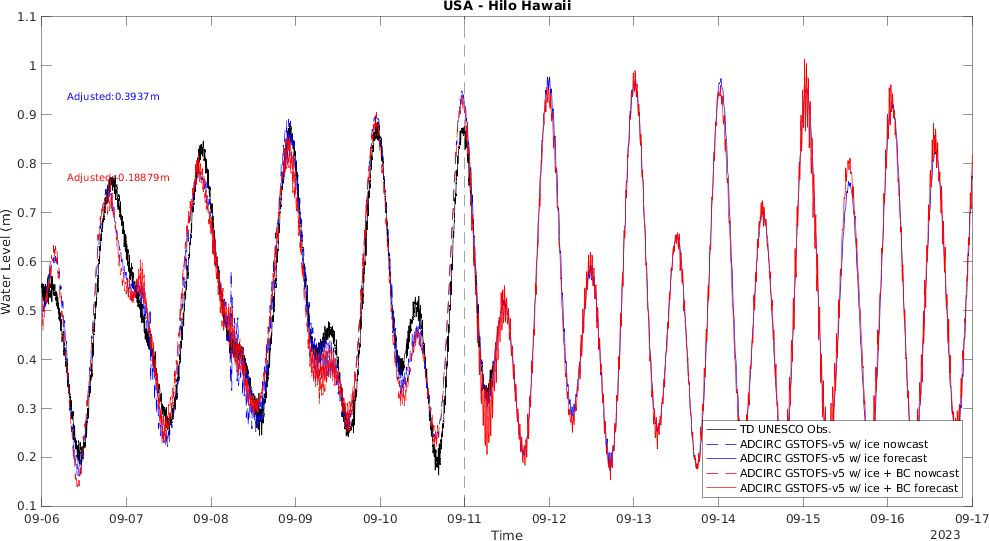 USA - Hilo Hawaii
1.1
1
0.9
0.8
0.7
0.6
0.5
0.4
0.3
0.2
0.1
Water Level (m)
Adjusted:0.3937m
Adjusted:-0.18879m
TD UNESCO Obs.
ADCIRC GSTOFS-v5 w/ ice nowcast
ADCIRC GSTOFS-v5 w/ ice forecast
ADCIRC GSTOFS-v5 w/ ice + BC nowcast
ADCIRC GSTOFS-v5 w/ ice + BC forecast
09-06 09-07 09-08 09-09 09-10 09-11 09-12 09-13 09-14 09-15 09-16 09-17
Time
2023